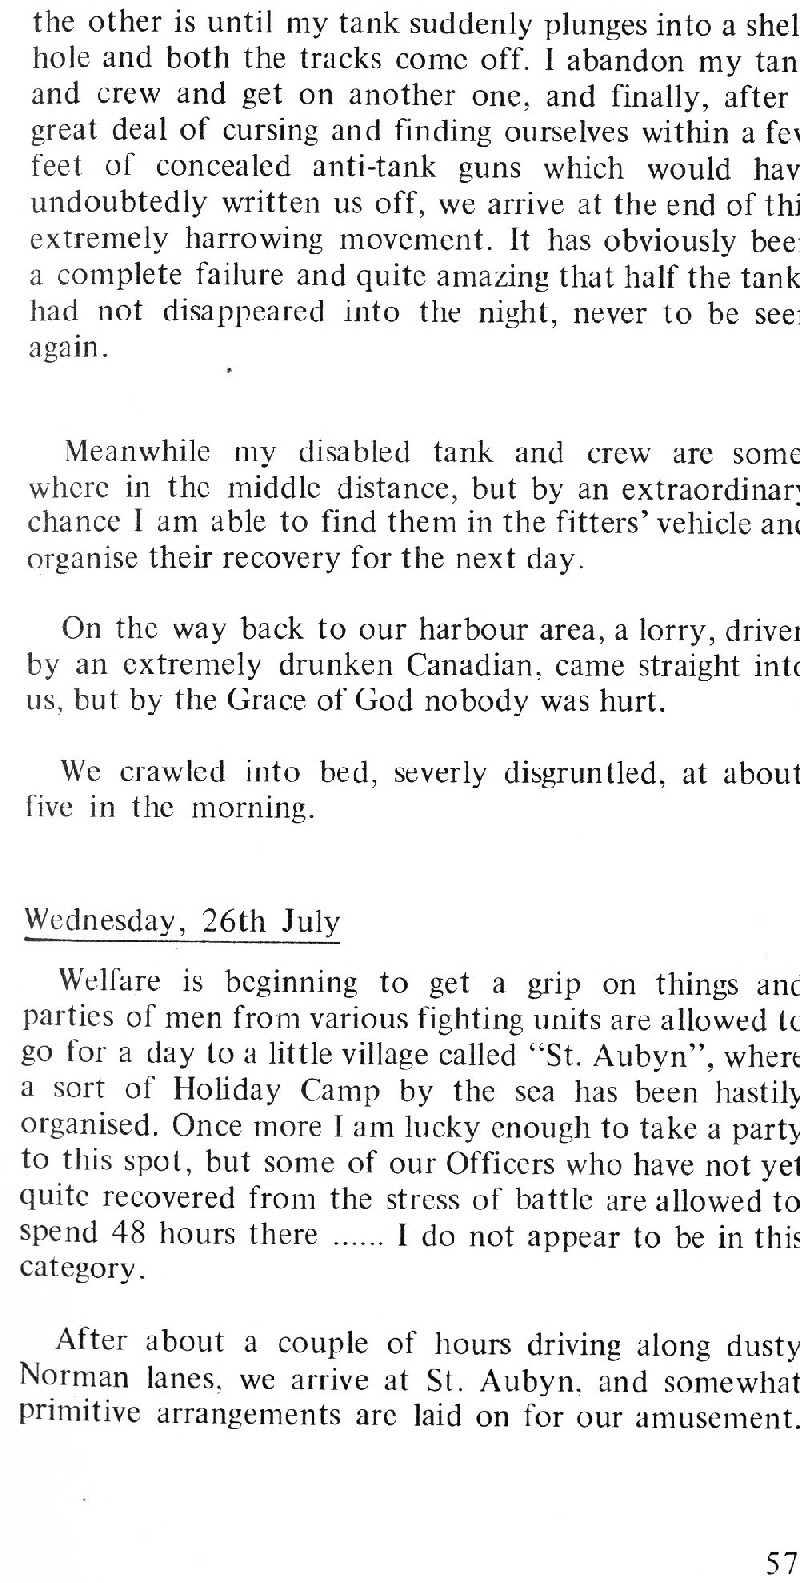 the other is until my tank suddenly plunges into a shel
hole and both the tracks come off. I abandon my tan
and crew and get on another one, and finally, after
great deal of cursing and finding ourselves within a fe
feet of concealed anti-tank guns which would hav
undoubtedly written us off, we arrive at the end of thi
extremely harrowing movement. It has obviously bee
a complete failure and quite amazing that half the tank
had not disappeared into the night, never to be see
again.
Meanwhile my disabled tank and crew are some
where in the middle distance, but by an extraordinary
chance I am able to find them in the fitters' vehicle and
organise their recovery for the next day.
On the way back to our harbour area, a lorry, driven
by an extremely drunken Canadian, came straight into
us, but by the Grace of God nobody was hurt.
We crawled into bed, severly disgruntled, at about
five in the morning.
Wednesday, 26th July
Welfare is beginning to get a grip on things and
parties of men from various fighting units are allowed to
go for a day to a little village called "St. Aubyn", where
a sort of Holiday Camp by the sea has been hastily
organised. Once more I am lucky enough to take a party
to this spot, but some of our Officers who have not yet
quite recovered from the stress of battle are allowed to
spend 48 hours there ...... I do not appear to be in this
category.
After about a couple of hours driving along dusty
Norman lanes, we arrive at St. Aubyn, and somewhat
primitive arrangements are laid on for our amusement.
57